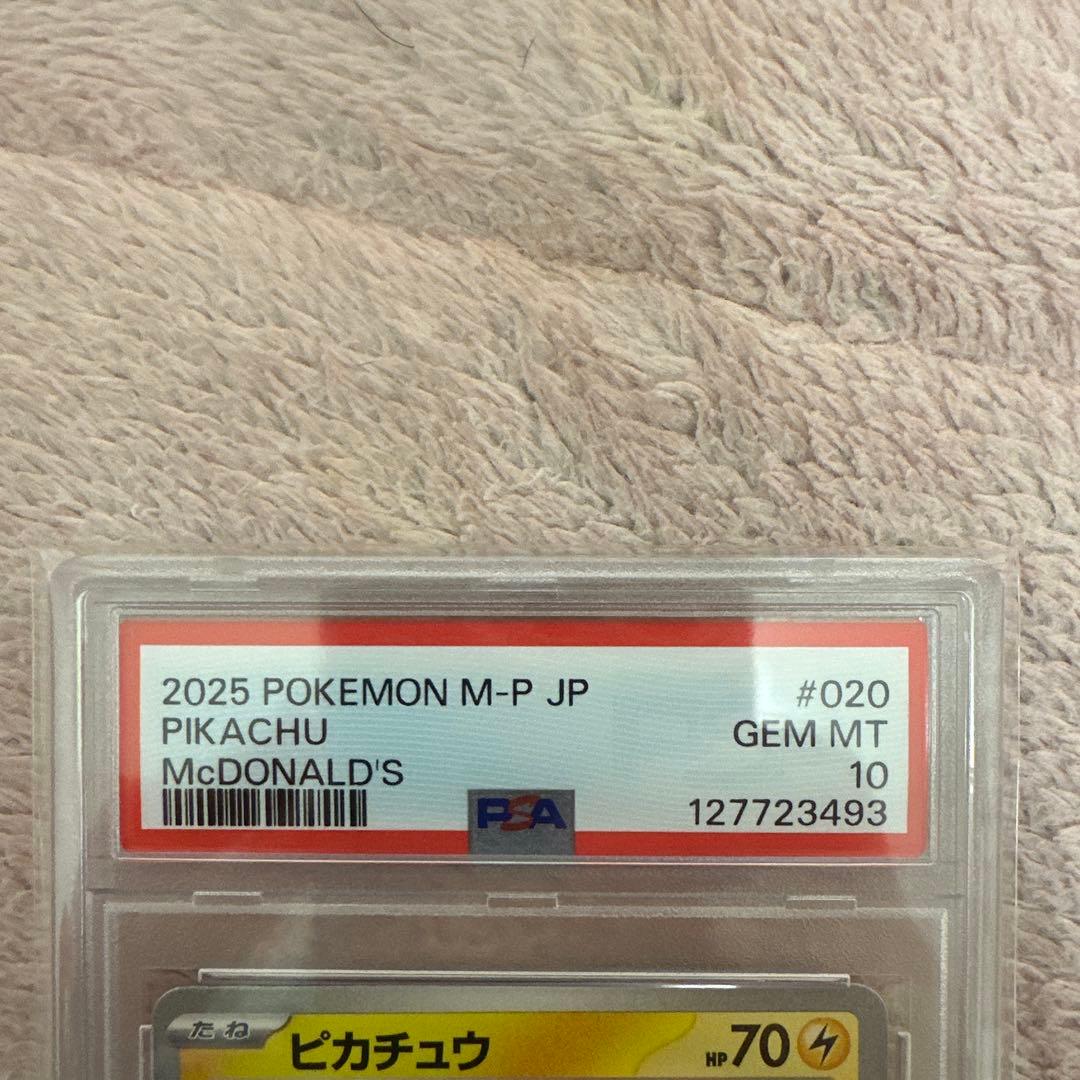 2025 POKEMON M-P JP #020
PIKACHU GEM MT
McDONALD'S 10
PSA 127723493
たね ピカチュウ HP70